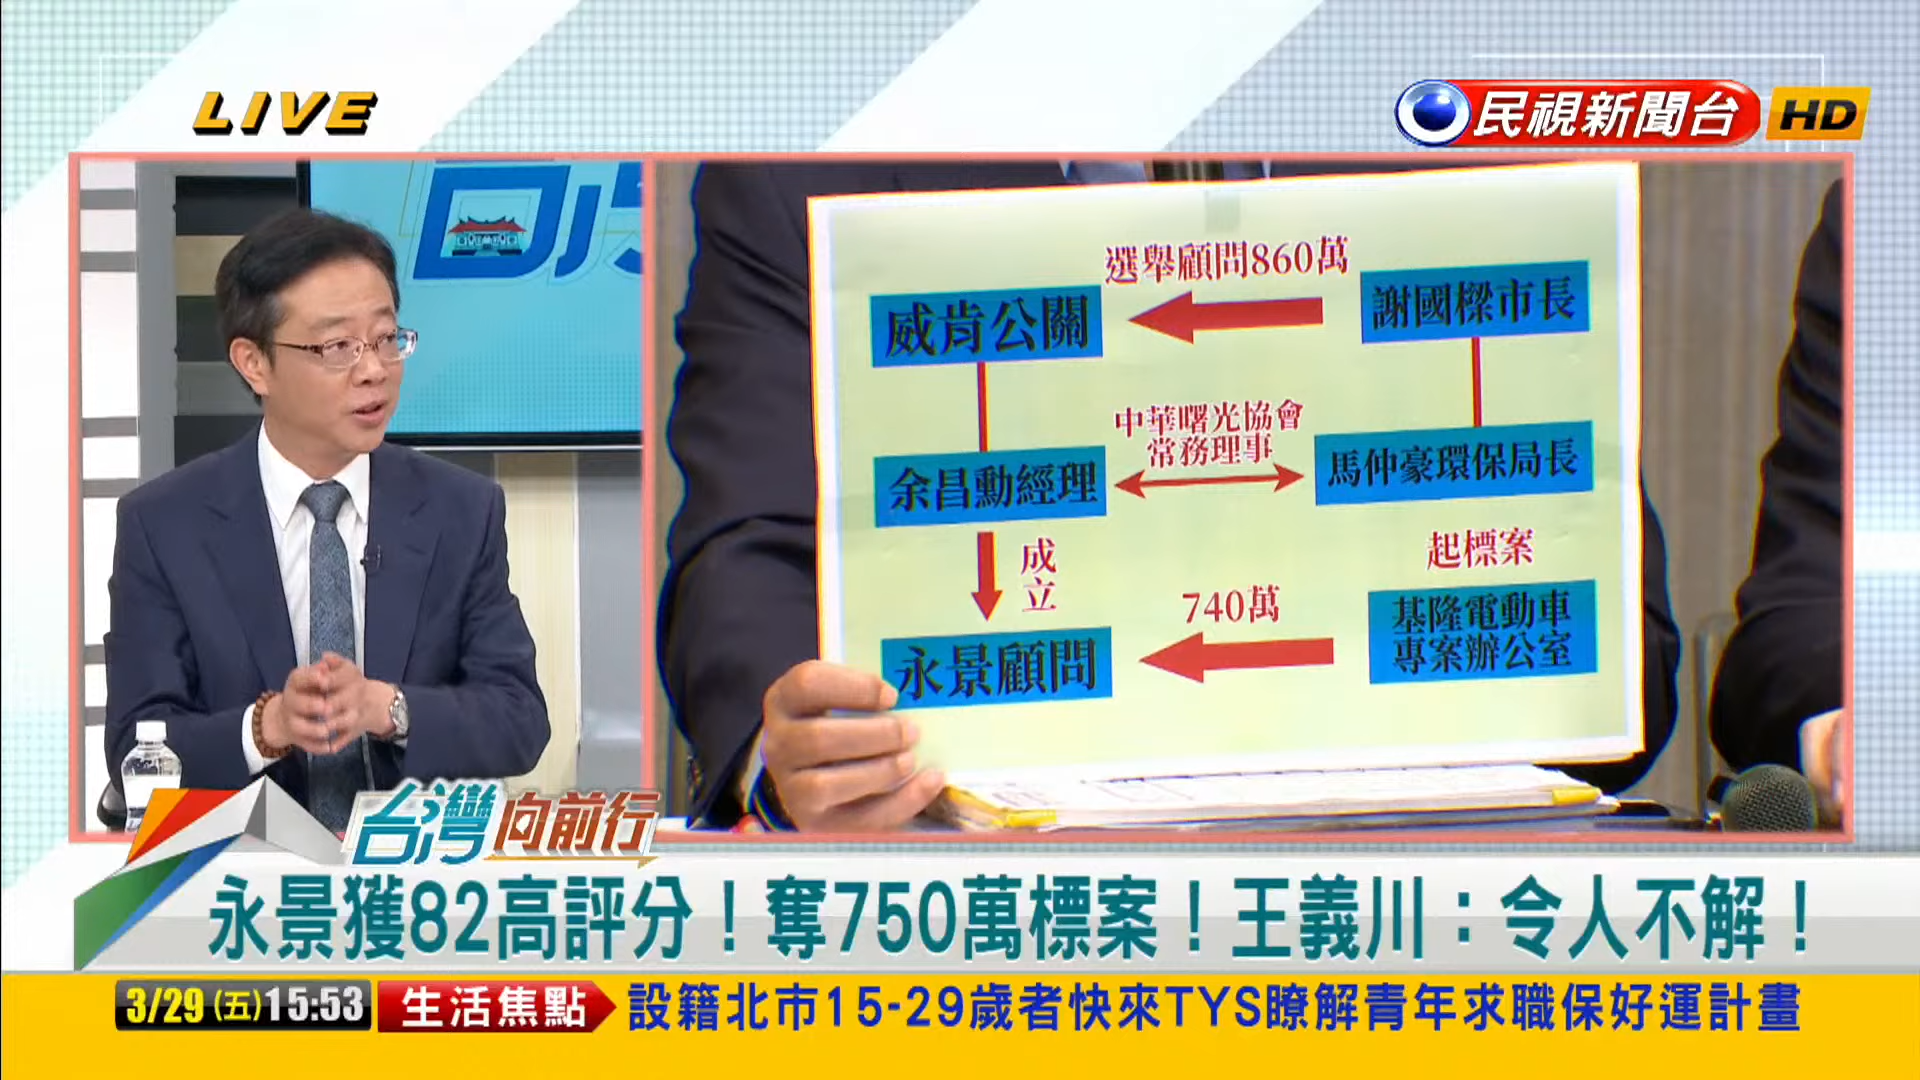 LIVE
民視新聞台 HD
選舉顧問860萬
威肯公關
謝國樑市長
中華曙光協會
常務理事
余昌勳經理
馬仲豪環保局長
成立
起標案
740萬
永景顧問
基隆電動車
專案辦公室
台灣向前行
永景獲82高評分！奪750萬標案！王義川：令人不解！
3/29(五)15:53 生活焦點 設籍北市15-29歲者快來TYS瞭解青年求職保好運計畫